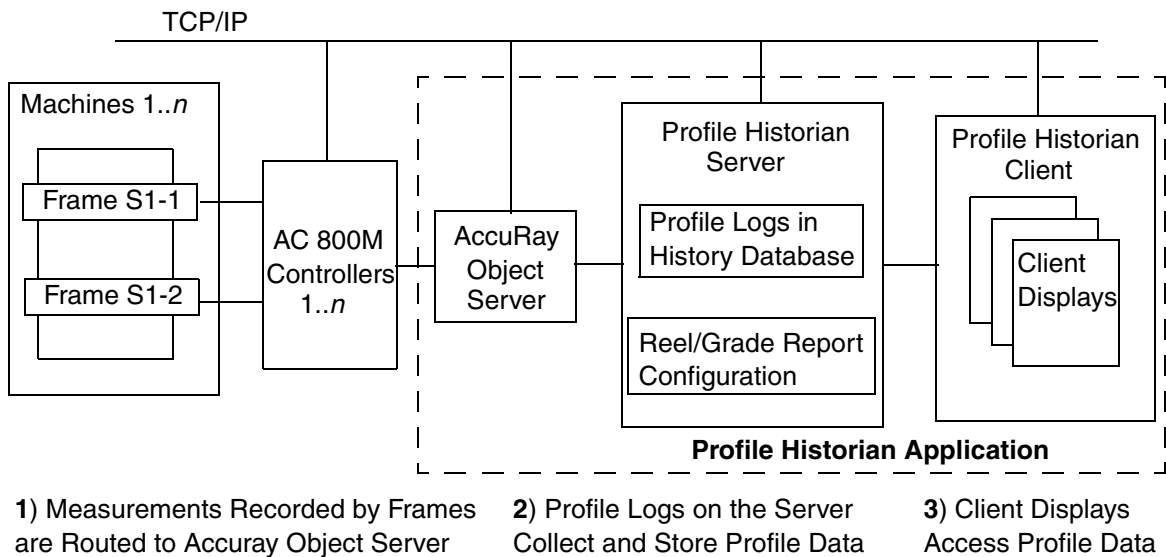 TCP/IP
Machines 1..n
Frame S1-1
Frame S1-2
AC 800M
Controllers
1..n
AccuRay
Object
Server
Profile Historian
Server
Profile Logs in
History Database
Reel/Grade Report
Configuration
Profile Historian
Client
Client
Displays
Profile Historian Application
1) Measurements Recorded by Frames
are Routed to Accuray Object Server
2) Profile Logs on the Server
Collect and Store Profile Data
3) Client Displays
Access Profile Data